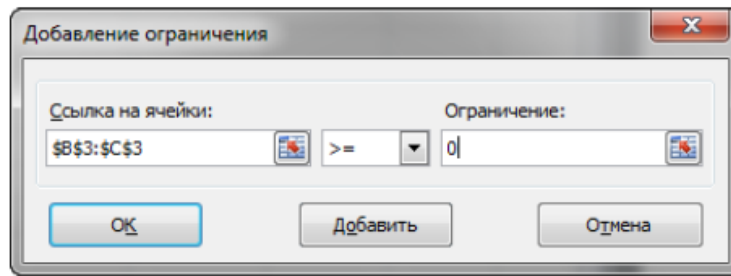 Добавление ограничения
Ссылка на ячейки: Ограничение:
$B$3:$C$3 >= 0
ОК Добавить Отмена